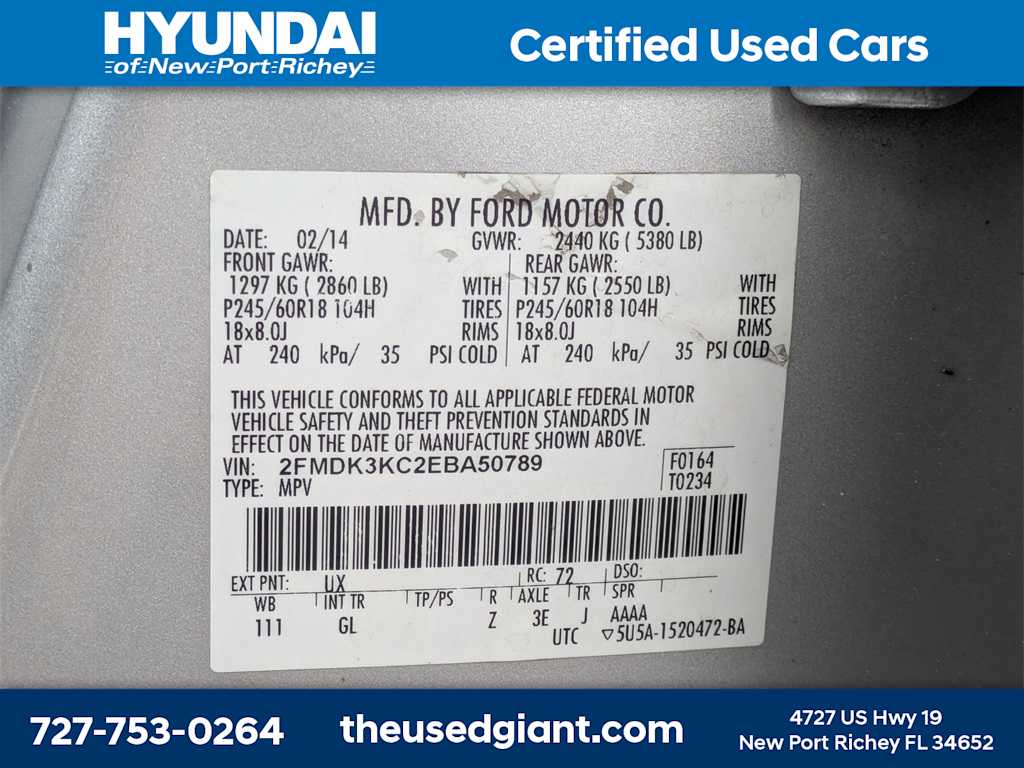 HYUNDAI
of New Port Richey
Certified Used Cars
MFD. BY FORD MOTOR CO.
DATE: 02/14 GVWR: 2440 KG ( 5380 LB)
FRONT GAWR: REAR GAWR:
1297 KG ( 2860 LB) WITH 1157 KG ( 2550 LB) WITH
P245/60R18 104H TIRES P245/60R18 104H TIRES
18x8.0J RIMS 18x8.0J RIMS
AT 240 kPa/ 35 PSI COLD AT 240 kPa/ 35 PSI COLD
THIS VEHICLE CONFORMS TO ALL APPLICABLE FEDERAL MOTOR
VEHICLE SAFETY AND THEFT PREVENTION STANDARDS IN
EFFECT ON THE DATE OF MANUFACTURE SHOWN ABOVE.
VIN: 2FMDK3KC2EBA50789 F0164
TYPE: MPV T0234
EXT PNT: UX RC: 72 DSO:
WB INT TR TP/PS R AXLE TR SPR
111 GL Z 3E J AAAA
UTC ▽5U5A-1520472-BA
727-753-0264
theusedgiant.com
4727 US Hwy 19
New Port Richey FL 34652